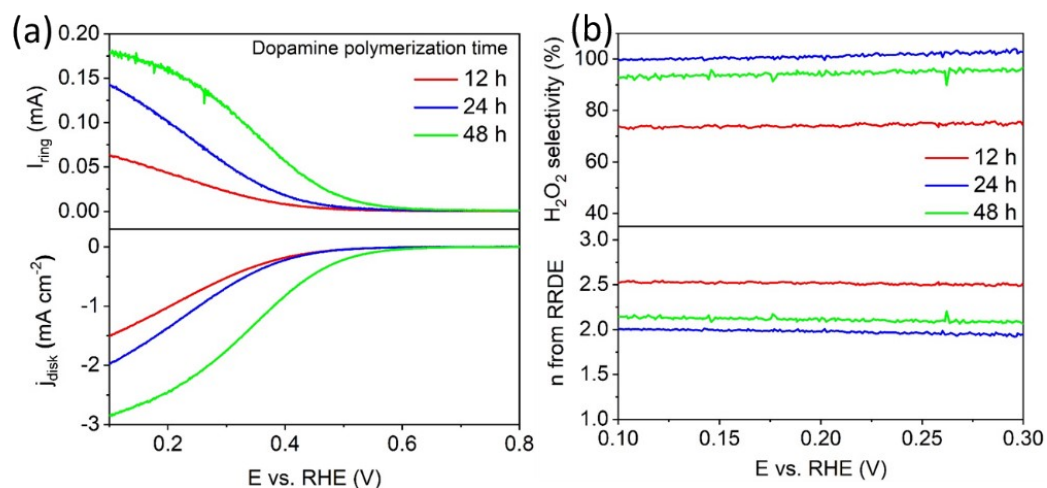 (a)
Dopamine polymerization time
12 h
24 h
48 h
0.20
0.15
0.10
0.05
0.00
I_ring (mA)
0
-1
-2
-3
j_disk (mA cm⁻²)
0.2
0.4
0.6
0.8
E vs. RHE (V)
(b)
100
80
60
40
H₂O₂ selectivity (%)
12 h
24 h
48 h
3.0
2.5
2.0
1.5
1.0
n from RRDE
0.10
0.15
0.20
0.25
0.30
E vs. RHE (V)